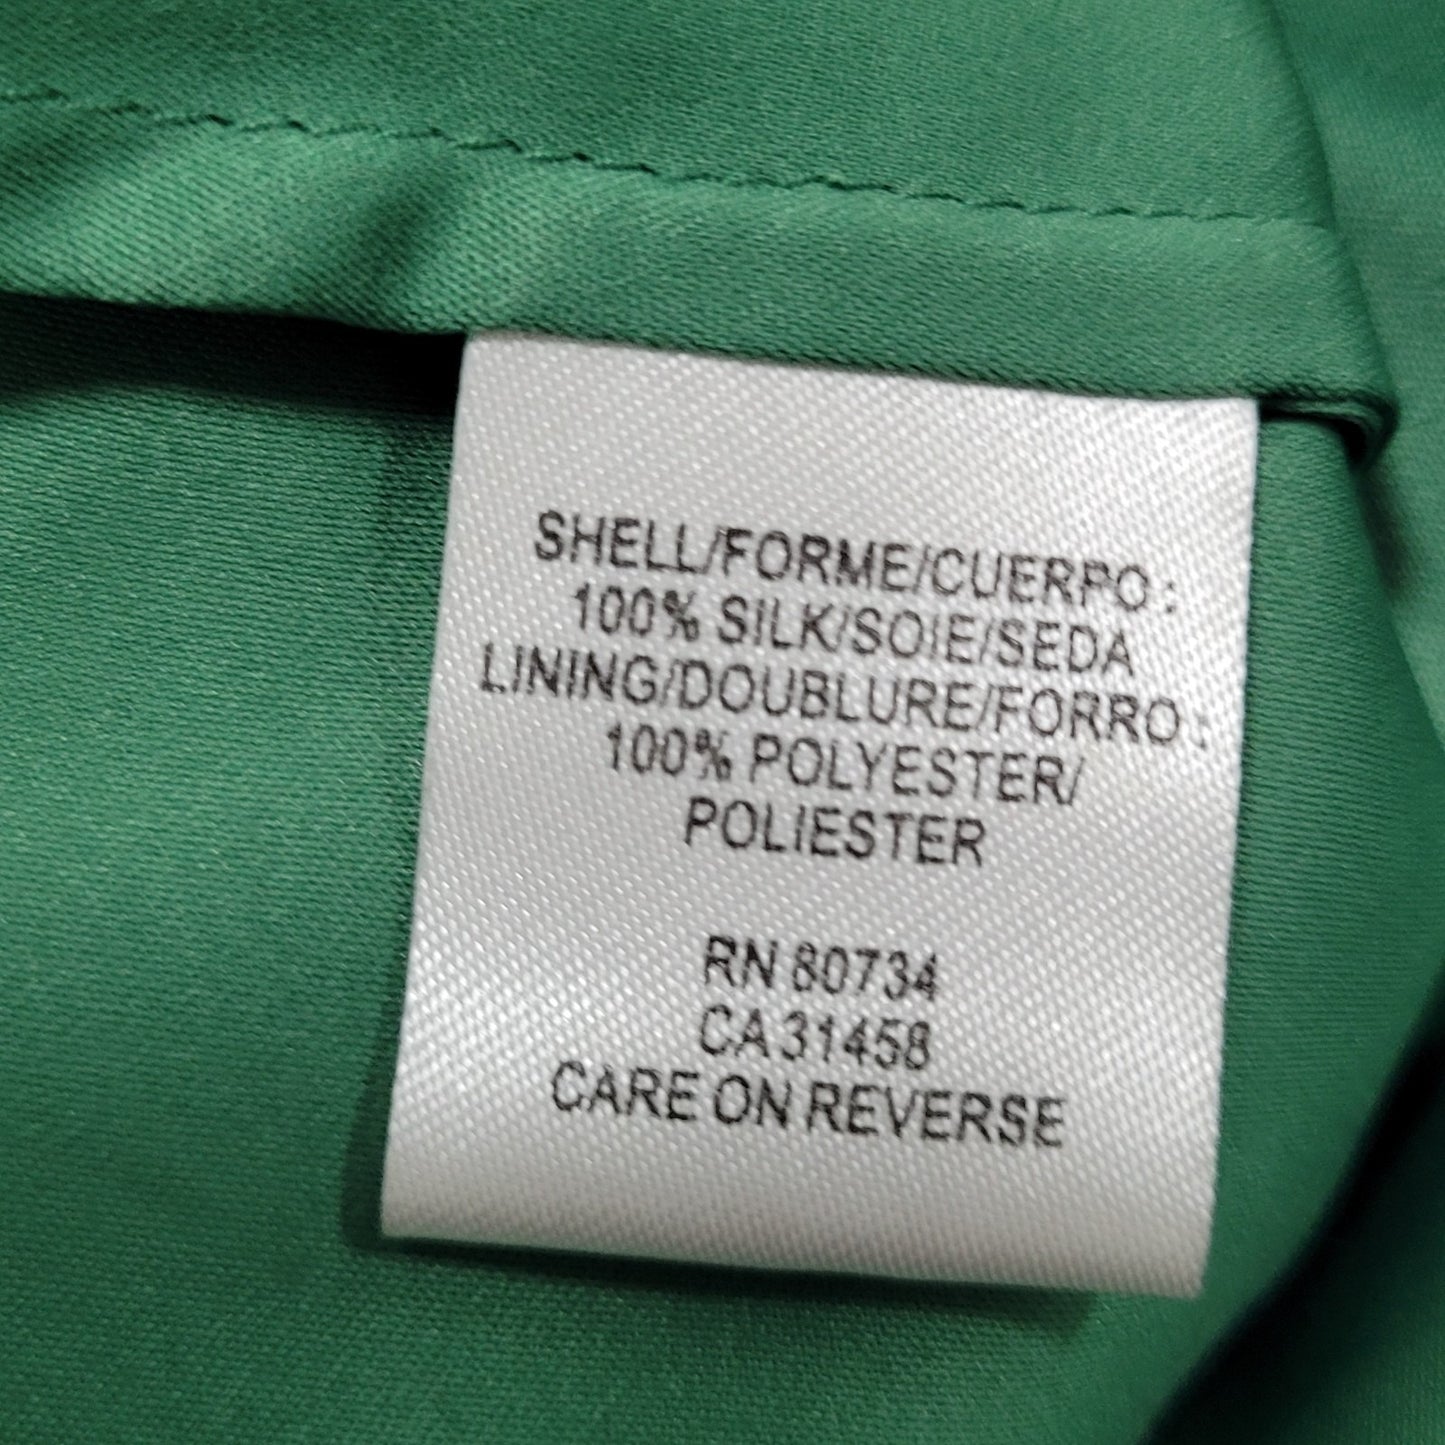 SHELL/FORME/CUERPO:
100% SILK/SOIE/SEDA
LINING/DOUBLURE/FORRO:
100% POLYESTER/
POLIESTER
RN 80734
CA 31458
CARE ON REVERSE